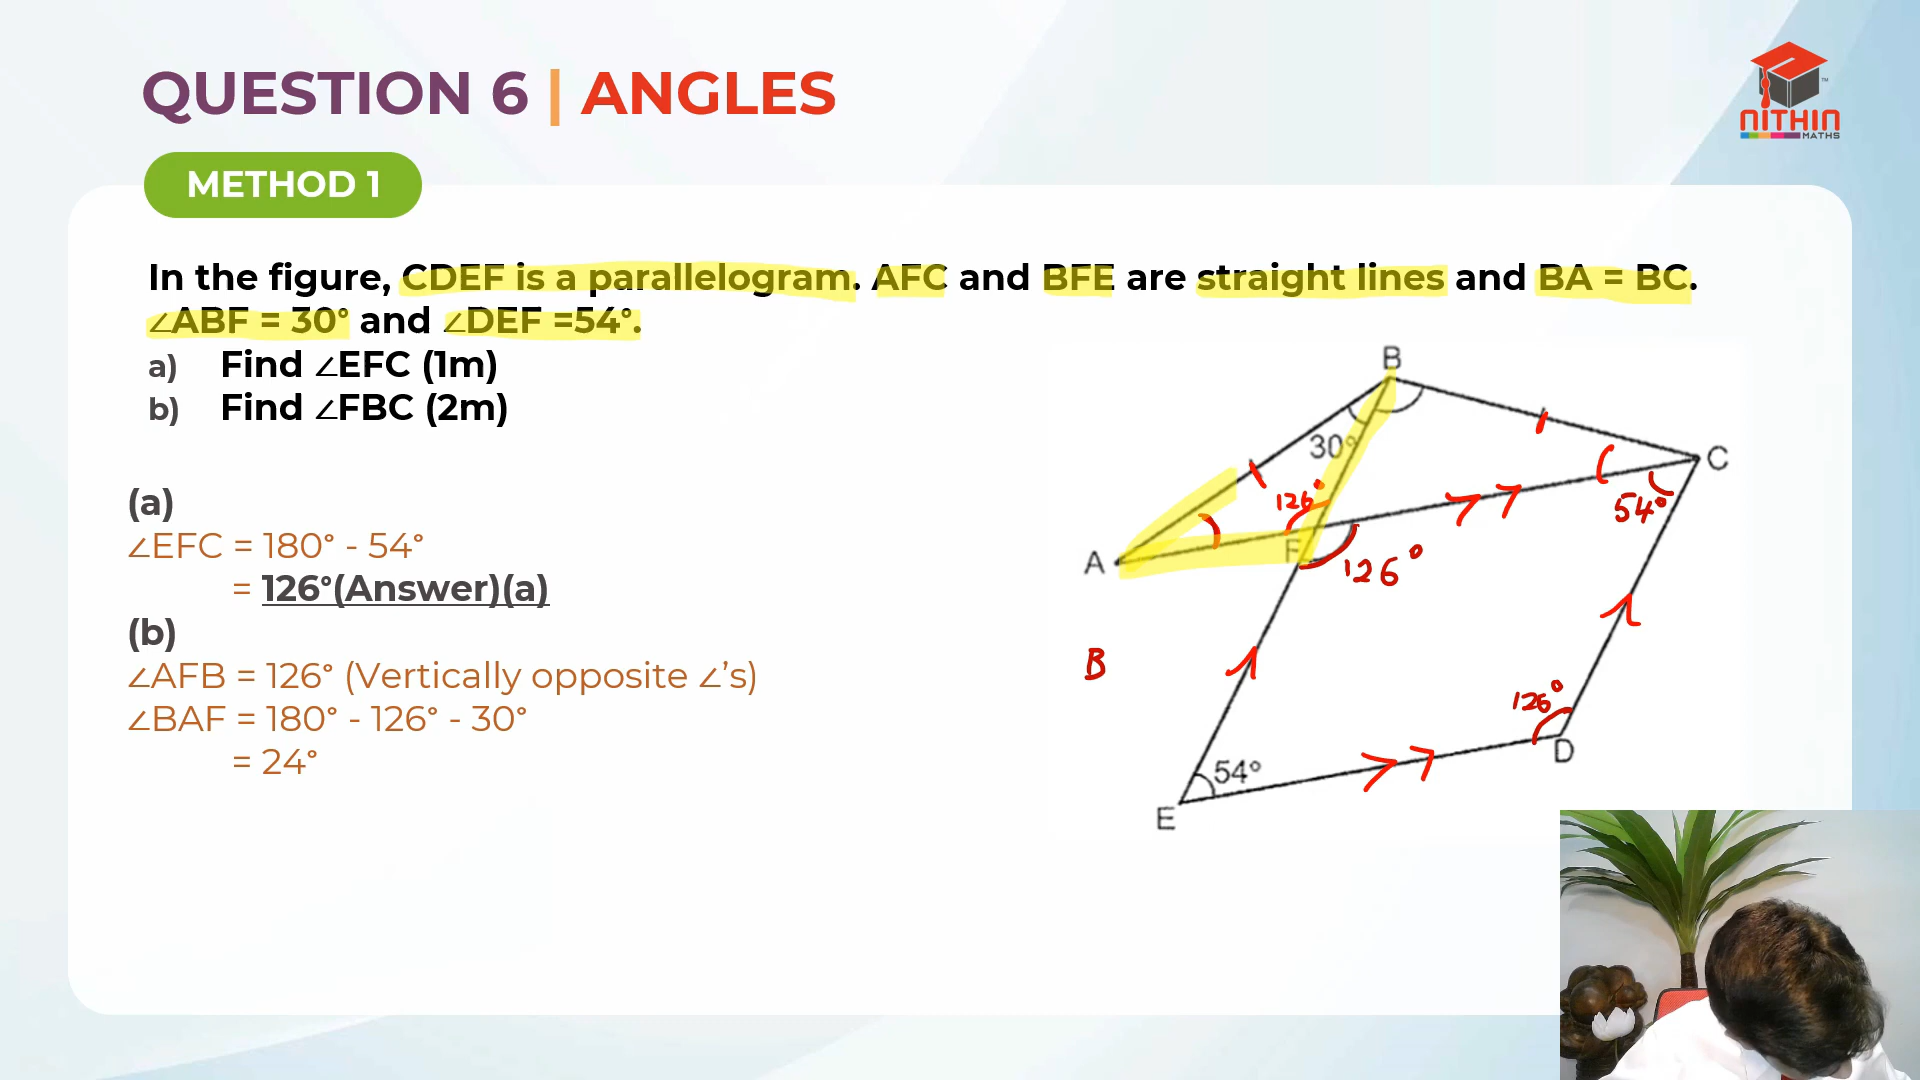 QUESTION 6 | ANGLES
NITHIN
MATHS
METHOD 1
In the figure, CDEF is a parallelogram. AFC and BFE are straight lines and BA = BC.
∠ABF = 30° and ∠DEF =54°.
a) Find ∠EFC (1m)
b) Find ∠FBC (2m)
(a)
∠EFC = 180° - 54°
= 126°(Answer)(a)
(b)
∠AFB = 126° (Vertically opposite ∠’s)
∠BAF = 180° - 126° - 30°
= 24°
B
30°
C
126°
54°
A
F
126°
B
126°
D
54°
E